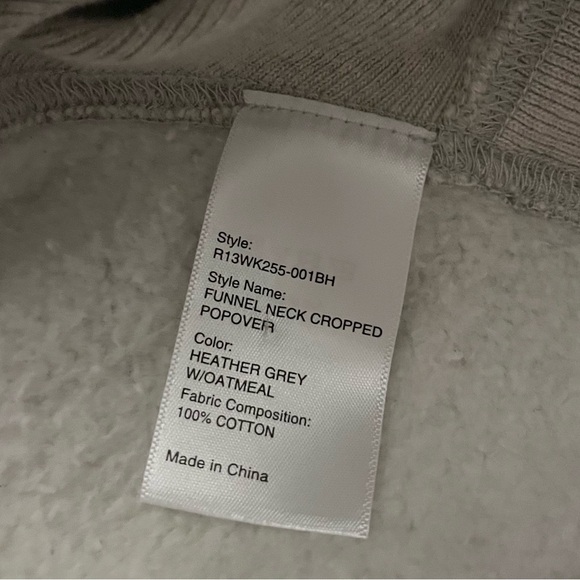 Style:
R13WK255-001BH
Style Name:
FUNNEL NECK CROPPED
POPOVER
Color:
HEATHER GREY
W/OATMEAL
Fabric Composition:
100% COTTON
Made in China